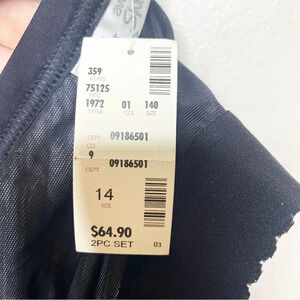 359
CLASS
75125
MFG
1972 01 140
STYLE COL SIZE
DEPT 09186501
CD
9 09186501
DEPT
14
SIZE
$64.90
2PC SET 03